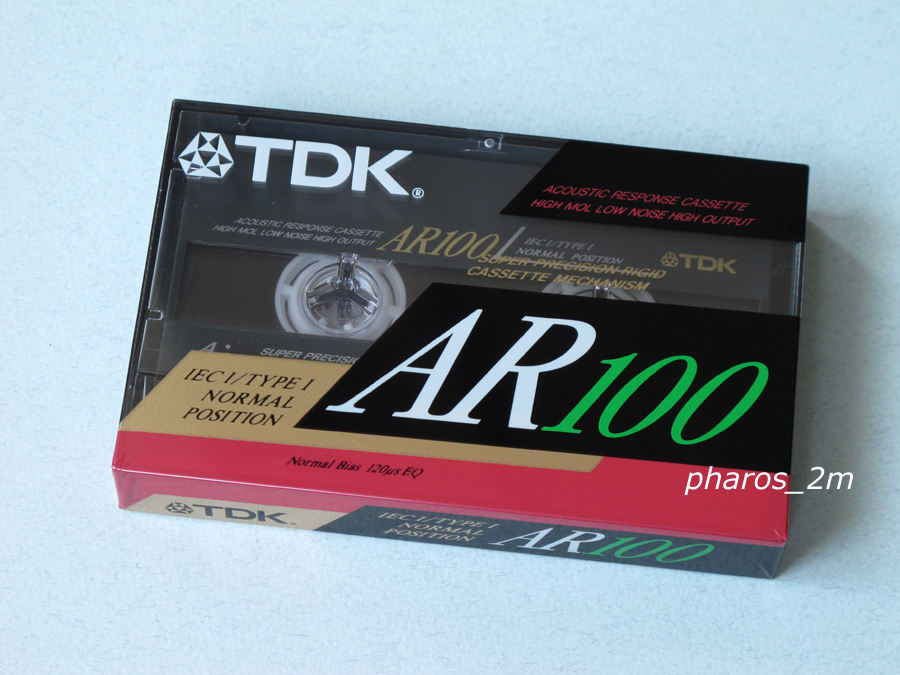 TDK®
ACOUSTIC RESPONSE CASSETTE
HIGH MOL LOW NOISE HIGH OUTPUT
ACOUSTIC RESPONSE CASSETTE
HIGH MOL LOW NOISE HIGH OUTPUT
AR100
IEC I/TYPE I
NORMAL POSITION
TDK
SUPER PRECISION RIGID
CASSETTE MECHANISM
A
SUPER
IEC I/TYPE I
NORMAL
POSITION
AR100
Normal Bias 120μs EQ
pharos_2m
TDK
IEC I/TYPE I
NORMAL
POSITION
AR100